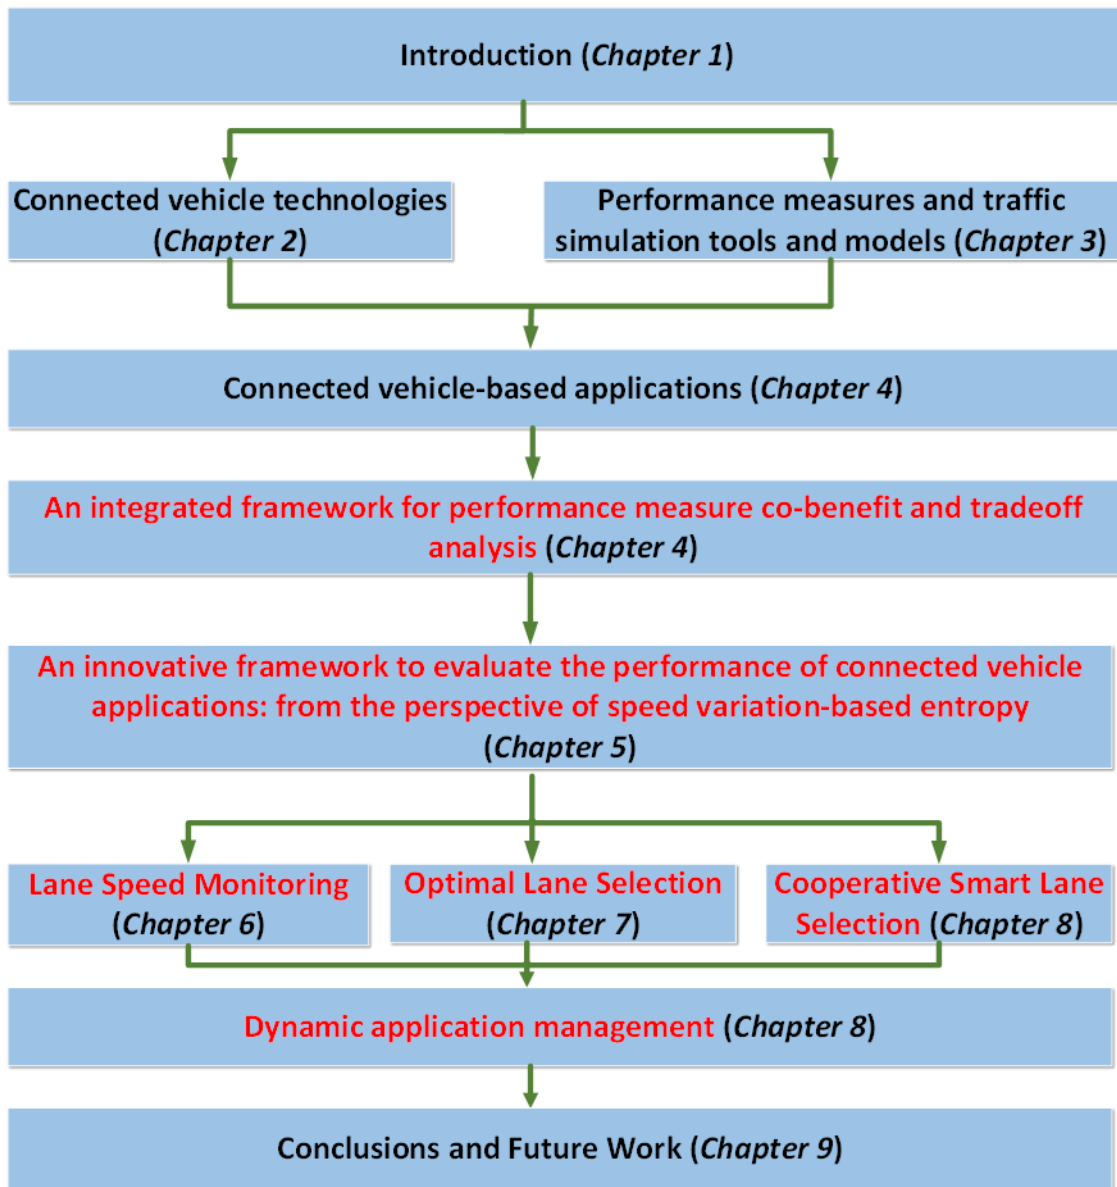 Introduction (Chapter 1)
Connected vehicle technologies
(Chapter 2)
Performance measures and traffic
simulation tools and models (Chapter 3)
Connected vehicle-based applications (Chapter 4)
An integrated framework for performance measure co-benefit and tradeoff
analysis (Chapter 4)
An innovative framework to evaluate the performance of connected vehicle
applications: from the perspective of speed variation-based entropy
(Chapter 5)
Lane Speed Monitoring
(Chapter 6)
Optimal Lane Selection
(Chapter 7)
Cooperative Smart Lane
Selection (Chapter 8)
Dynamic application management (Chapter 8)
Conclusions and Future Work (Chapter 9)